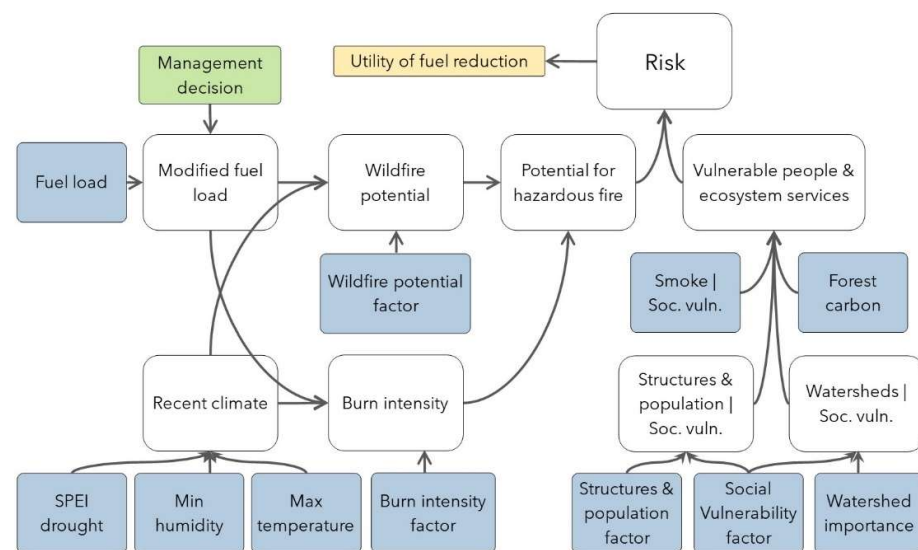 Management
decision
Utility of fuel reduction
Risk
Fuel load
Modified fuel
load
Wildfire
potential
Potential for
hazardous fire
Vulnerable people &
ecosystem services
Wildfire potential
factor
Smoke |
Soc. vuln.
Forest
carbon
Recent climate
Burn intensity
Structures &
population |
Soc. vuln.
Watersheds |
Soc. vuln.
SPEI
drought
Min
humidity
Max
temperature
Burn intensity
factor
Structures &
population
factor
Social
Vulnerability
factor
Watershed
importance